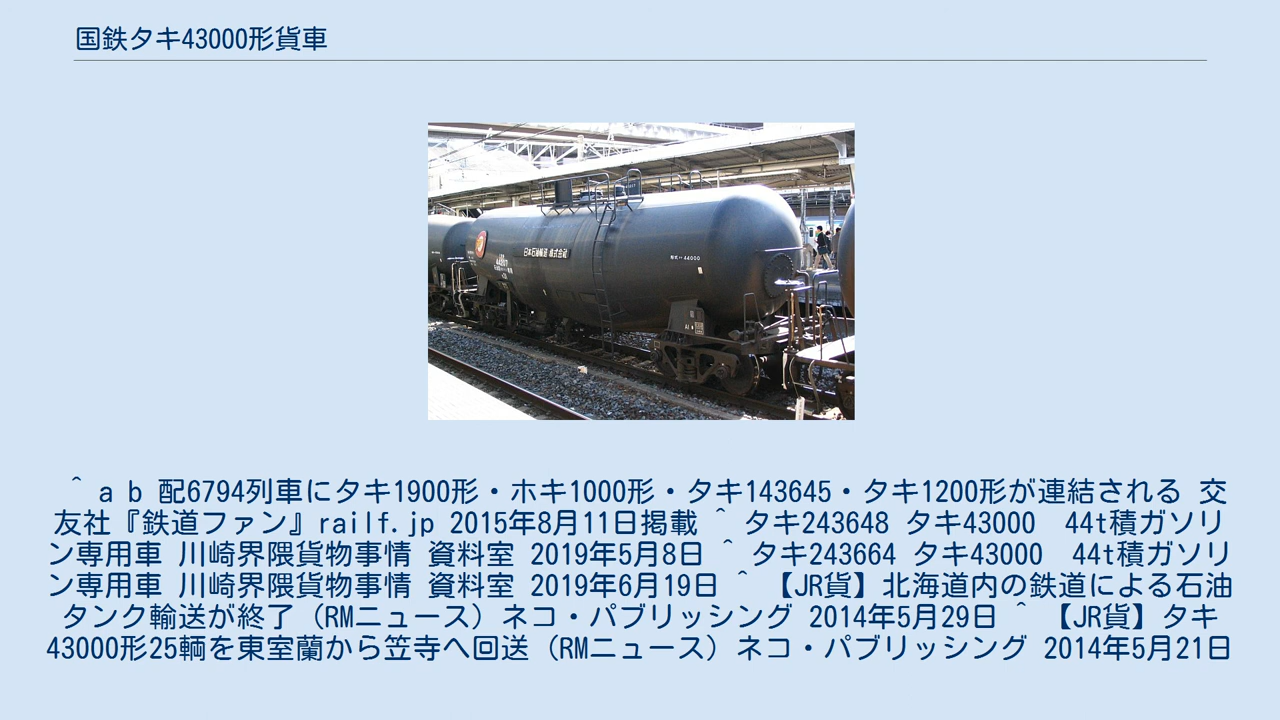 国鉄タキ43000形貨車
日本石油輸送株式会社
44000
^ a b 配6794列車にタキ1900形・ホキ1000形・タキ143645・タキ1200形が連結される 交
友社『鉄道ファン』railf.jp 2015年8月11日掲載 ^ タキ243648 タキ43000　44t積ガソリ
ン専用車 川崎界隈貨物事情 資料室 2019年5月8日 ^ タキ243664 タキ43000　44t積ガソリ
ン専用車 川崎界隈貨物事情 資料室 2019年6月19日 ^ 【JR貨】北海道内の鉄道による石油
タンク輸送が終了（RMニュース）ネコ・パブリッシング 2014年5月29日 ^ 【JR貨】タキ
43000形25輌を東室蘭から笠寺へ回送（RMニュース）ネコ・パブリッシング 2014年5月21日